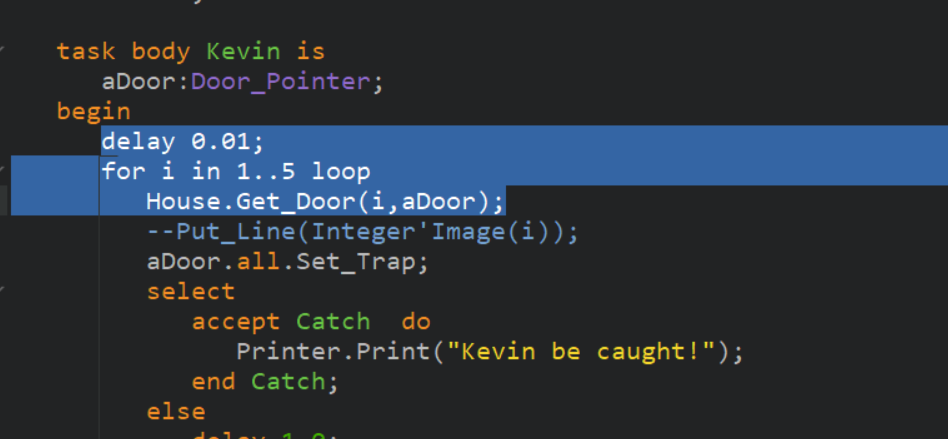 task body Kevin is
aDoor:Door_Pointer;
begin
delay 0.01;
for i in 1..5 loop
House.Get_Door(i,aDoor);
--Put_Line(Integer'Image(i));
aDoor.all.Set_Trap;
select
accept Catch  do
Printer.Print("Kevin be caught!");
end Catch;
else
delay 1.0;